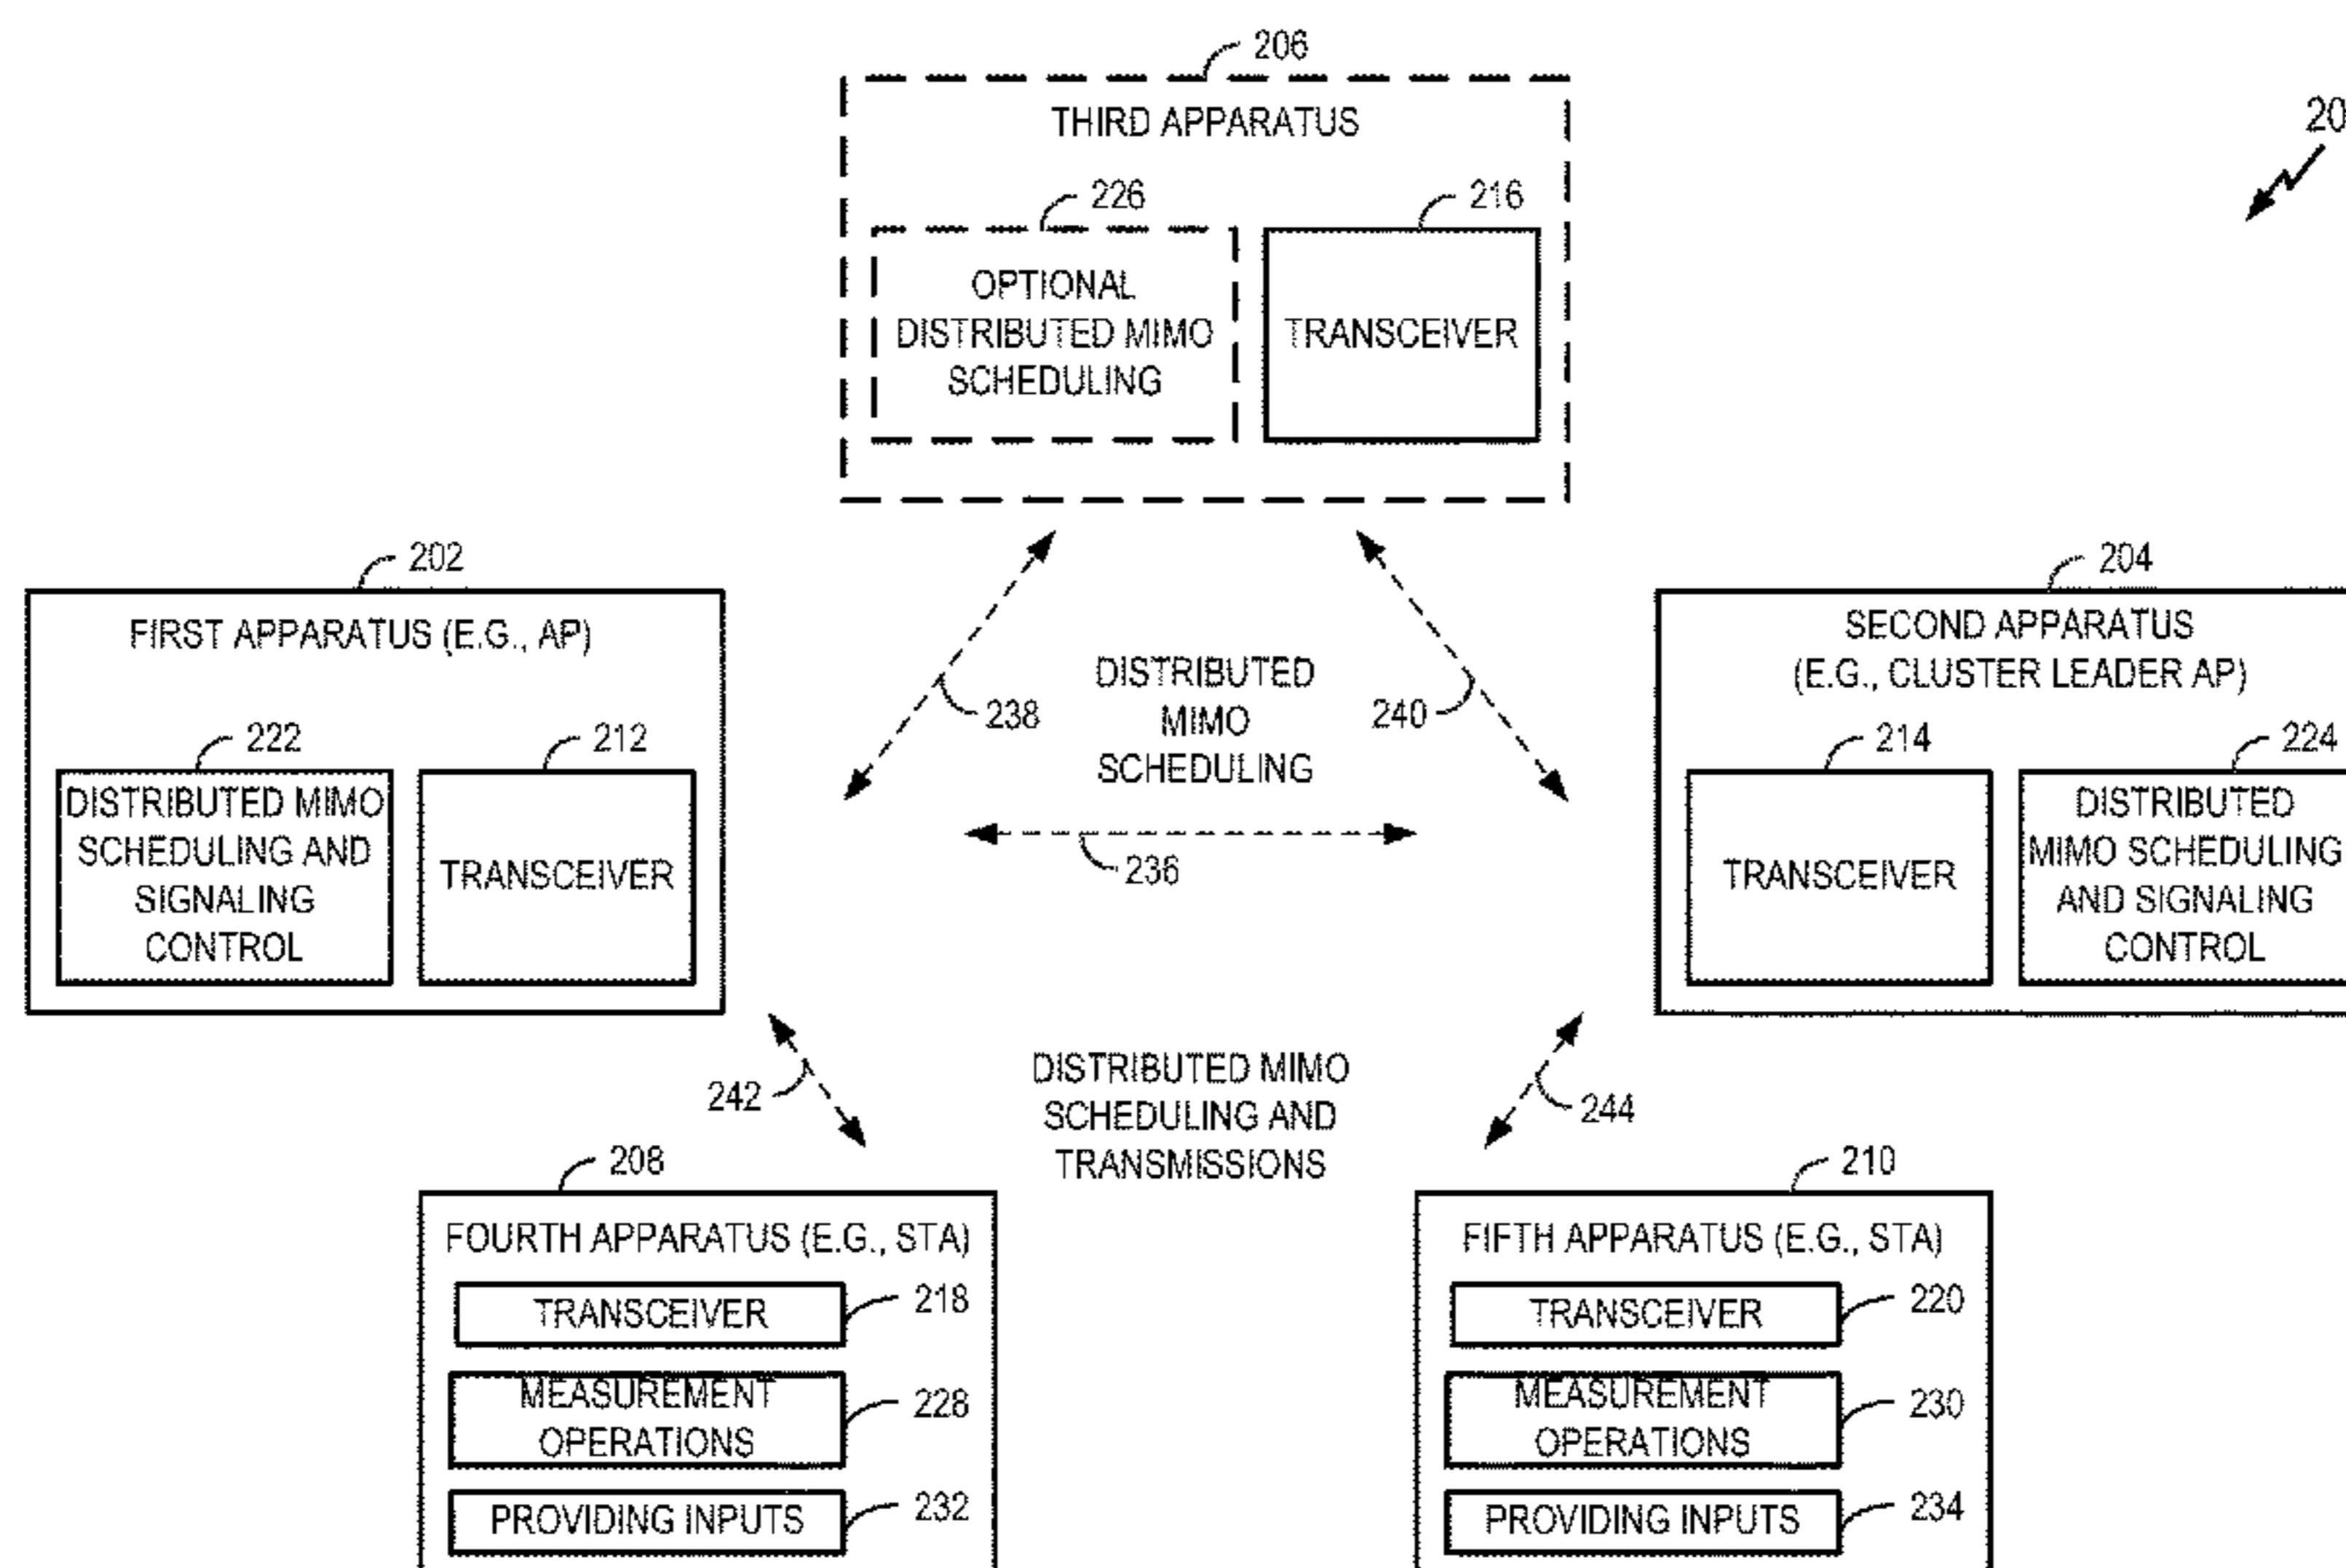 206
THIRD APPARATUS
20
226
216
OPTIONAL
DISTRIBUTED MIMO
SCHEDULING
TRANSCEIVER
202
FIRST APPARATUS (E.G., AP)
222
212
DISTRIBUTED MIMO
SCHEDULING AND
SIGNALING
CONTROL
TRANSCEIVER
238
DISTRIBUTED
MIMO
SCHEDULING
240
236
204
SECOND APPARATUS
(E.G., CLUSTER LEADER AP)
214
224
TRANSCEIVER
DISTRIBUTED
MIMO SCHEDULING
AND SIGNALING
CONTROL
242
DISTRIBUTED MIMO
SCHEDULING AND
TRANSMISSIONS
244
208
FOURTH APPARATUS (E.G., STA)
TRANSCEIVER
218
MEASUREMENT
OPERATIONS
228
PROVIDING INPUTS
232
210
FIFTH APPARATUS (E.G., STA)
TRANSCEIVER
220
MEASUREMENT
OPERATIONS
230
PROVIDING INPUTS
234